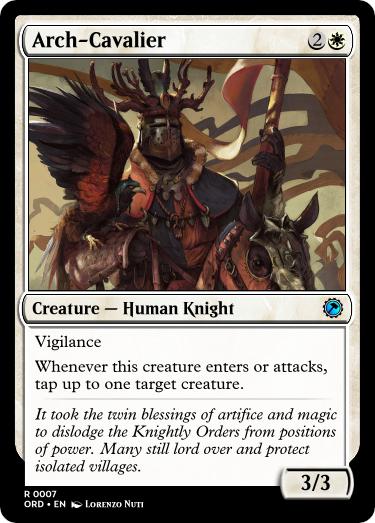 Arch-Cavalier 2
Creature — Human Knight
Vigilance
Whenever this creature enters or attacks,
tap up to one target creature.
It took the twin blessings of artifice and magic
to dislodge the Knightly Orders from positions
of power. Many still lord over and protect
isolated villages.
3/3
R 0007
ORD • EN Lorenzo Nuti